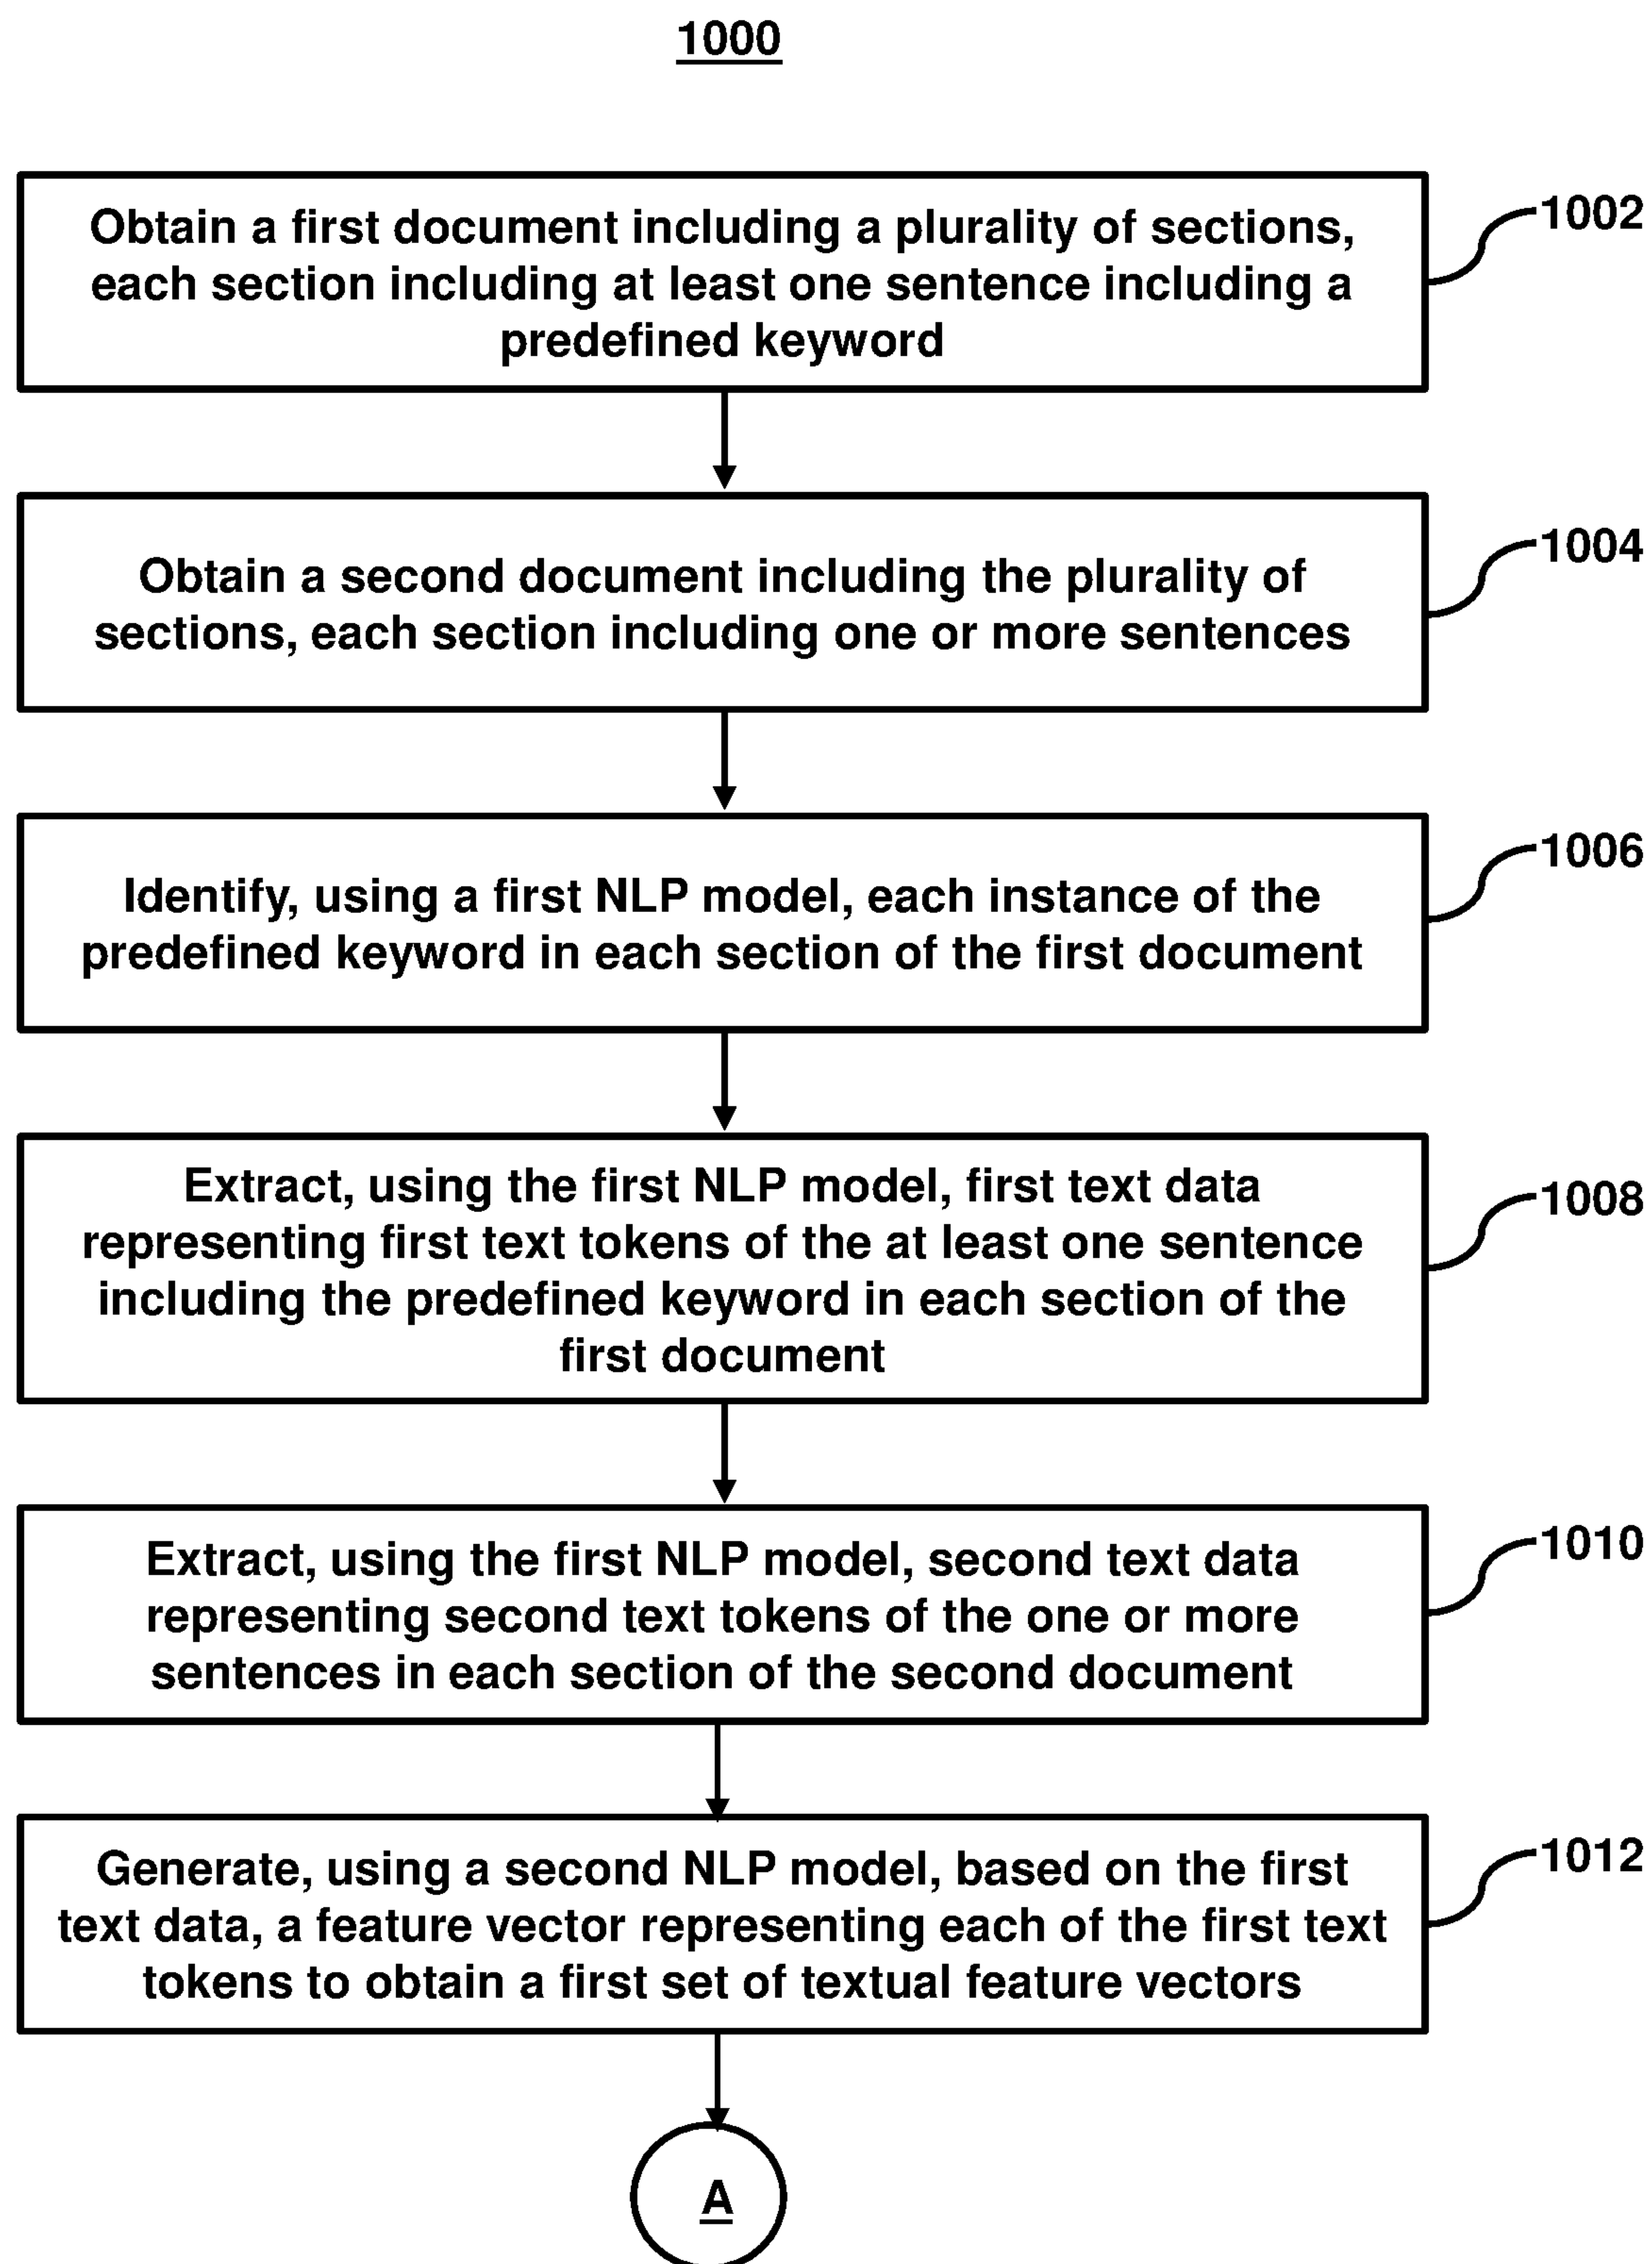 1000
Obtain a first document including a plurality of sections,
each section including at least one sentence including a
predefined keyword
1002
Obtain a second document including the plurality of
sections, each section including one or more sentences
1004
Identify, using a first NLP model, each instance of the
predefined keyword in each section of the first document
1006
Extract, using the first NLP model, first text data
representing first text tokens of the at least one sentence
including the predefined keyword in each section of the
first document
1008
Extract, using the first NLP model, second text data
representing second text tokens of the one or more
sentences in each section of the second document
1010
Generate, using a second NLP model, based on the first
text data, a feature vector representing each of the first text
tokens to obtain a first set of textual feature vectors
1012
A